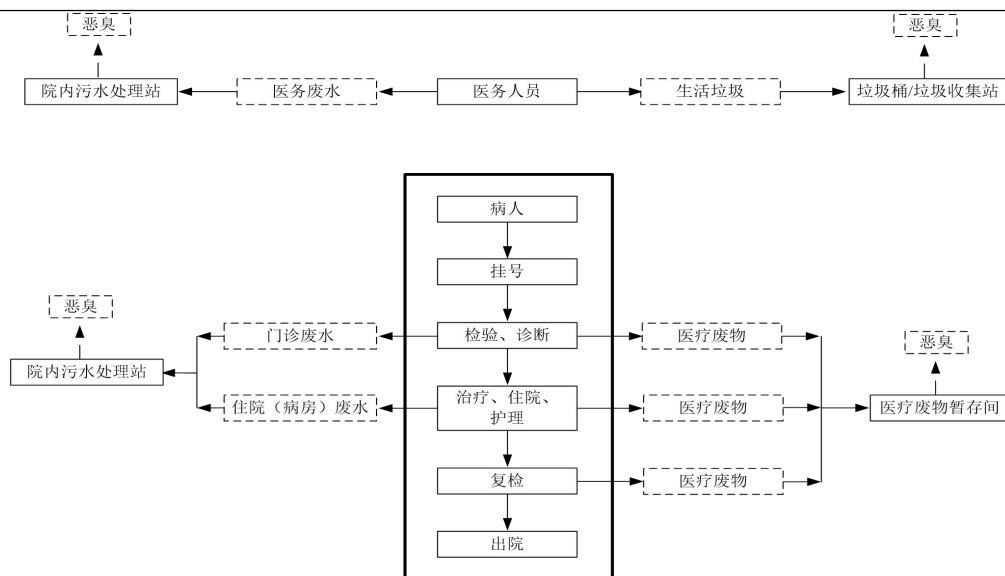 恶臭
恶臭
院内污水处理站
医务废水
医务人员
生活垃圾
垃圾桶/垃圾收集站
病人
挂号
恶臭
门诊废水
检验、诊断
医疗废物
恶臭
院内污水处理站
住院（病房）废水
治疗、住院、
护理
医疗废物
医疗废物暂存间
复检
医疗废物
出院